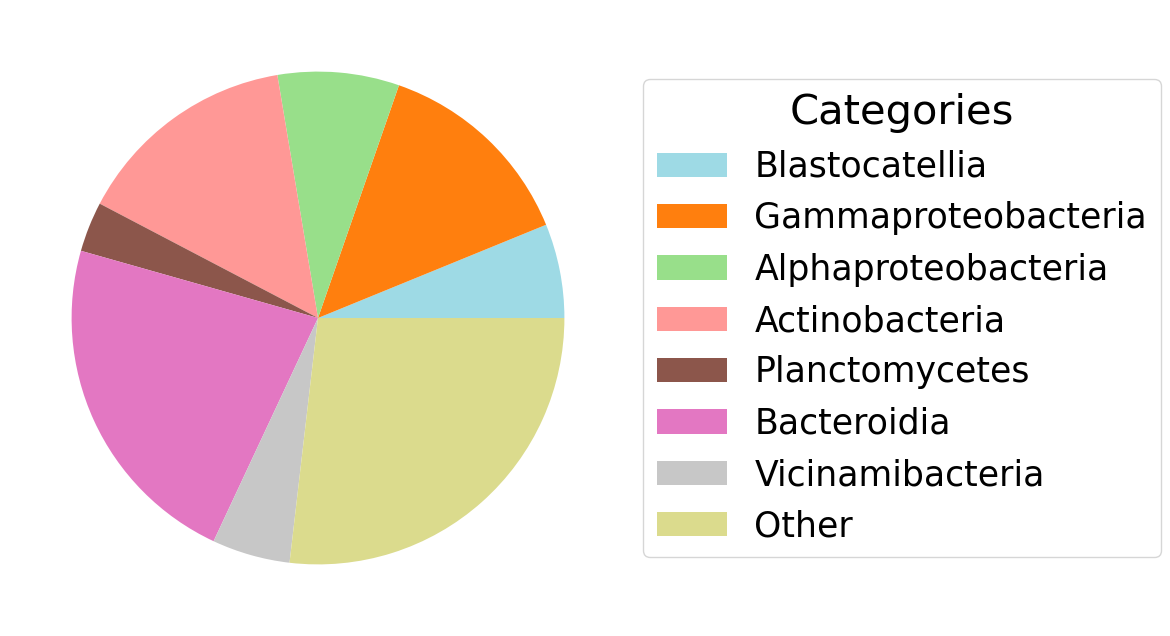 Categories
Blastocatellia
Gammaproteobacteria
Alphaproteobacteria
Actinobacteria
Planctomycetes
Bacteroidia
Vicinamibacteria
Other